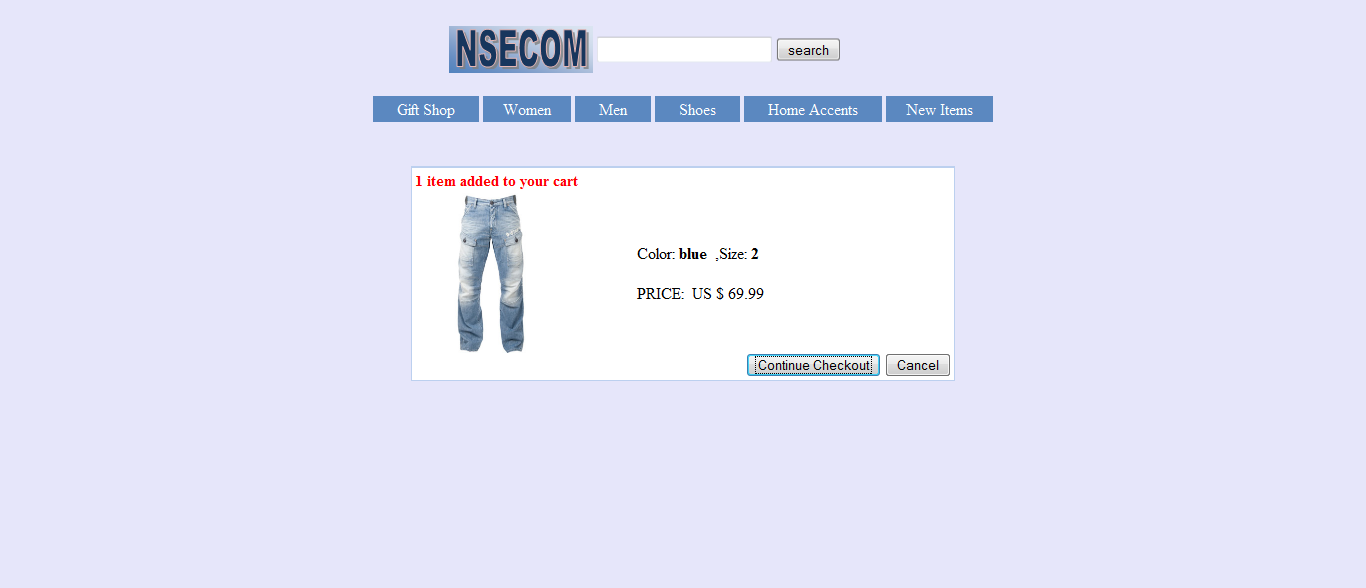 NSECOM search
Gift Shop Women Men Shoes Home Accents New Items
1 item added to your cart
Color: blue ,Size: 2
PRICE: US $ 69.99
Continue Checkout Cancel